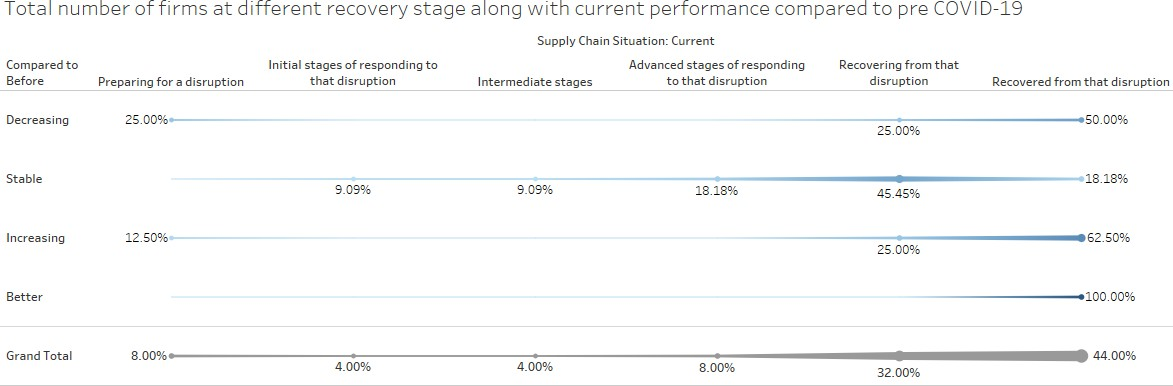 Total number of firms at different recovery stage along with current performance compared to pre COVID-19
Supply Chain Situation: Current
Compared to Before
Preparing for a disruption
Initial stages of responding to that disruption
Intermediate stages
Advanced stages of responding to that disruption
Recovering from that disruption
Recovered from that disruption
Decreasing 25.00% 25.00% 50.00%
Stable 9.09% 9.09% 18.18% 45.45% 18.18%
Increasing 12.50% 25.00% 62.50%
Better 100.00%
Grand Total 8.00% 4.00% 4.00% 8.00% 32.00% 44.00%